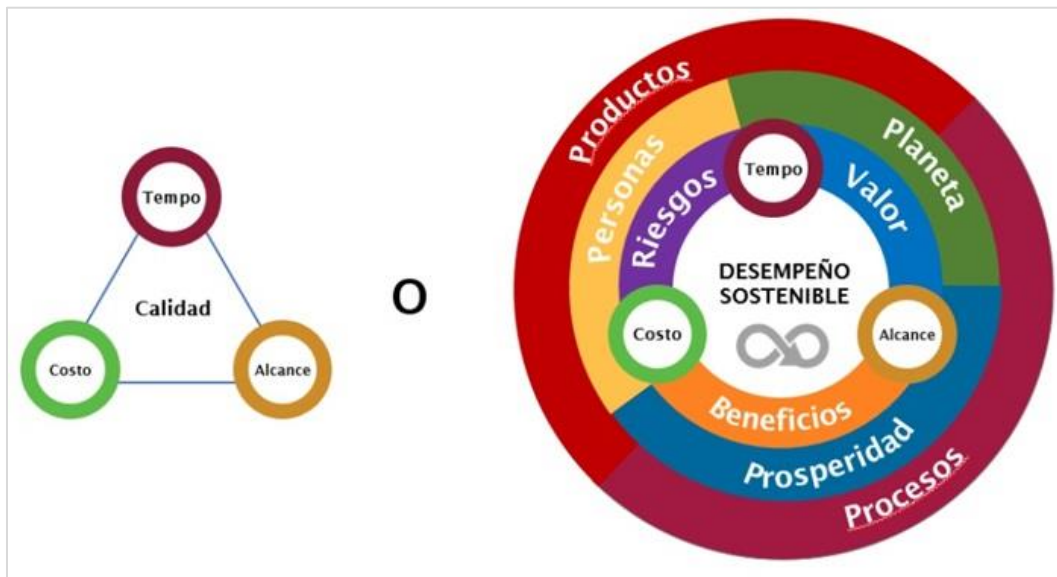 Tempo
Calidad
Costo
Alcance
O
Productos
Personas
Planeta
Riesgos
Tempo
Valor
DESEMPEÑO
SOSTENIBLE
Costo
Alcance
Beneficios
Prosperidad
Procesos